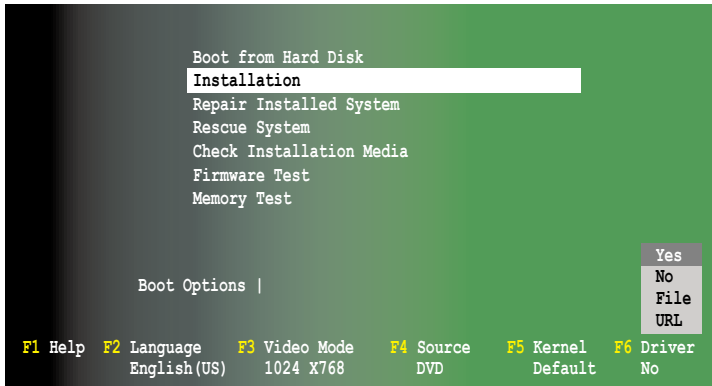 Boot from Hard Disk
Installation
Repair Installed System
Rescue System
Check Installation Media
Firmware Test
Memory Test
Yes
No
File
URL
Boot Options |
F1 Help F2 Language F3 Video Mode F4 Source F5 Kernel F6 Driver
English(US) 1024 X768 DVD Default No